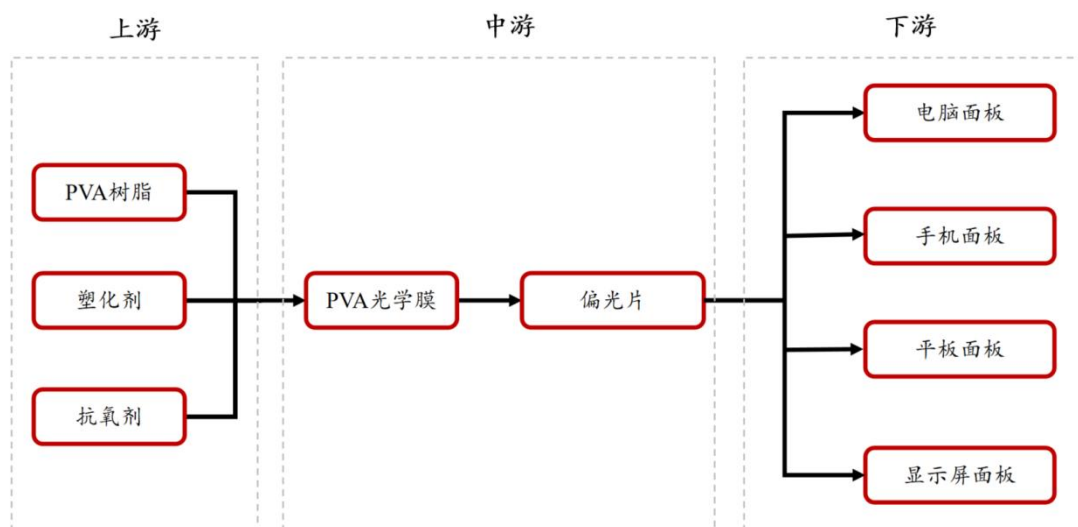 上游
中游
下游
PVA树脂
塑化剂
抗氧剂
PVA光学膜
偏光片
电脑面板
手机面板
平板面板
显示屏面板